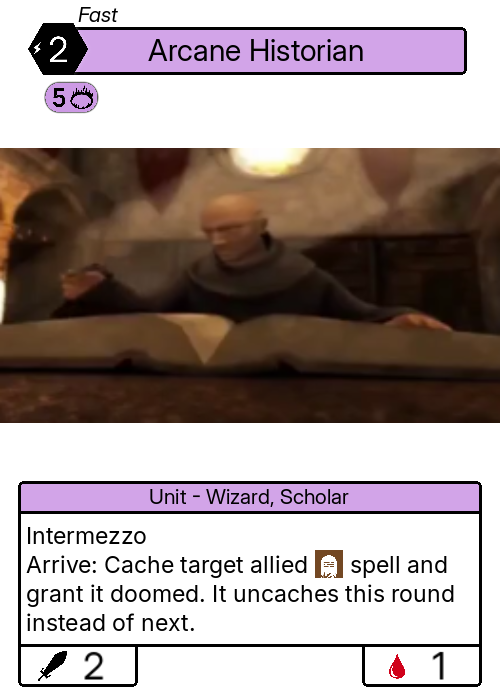 Fast
2
Arcane Historian
5
Unit - Wizard, Scholar
Intermezzo
Arrive: Cache target allied spell and
grant it doomed. It uncaches this round
instead of next.
2
1